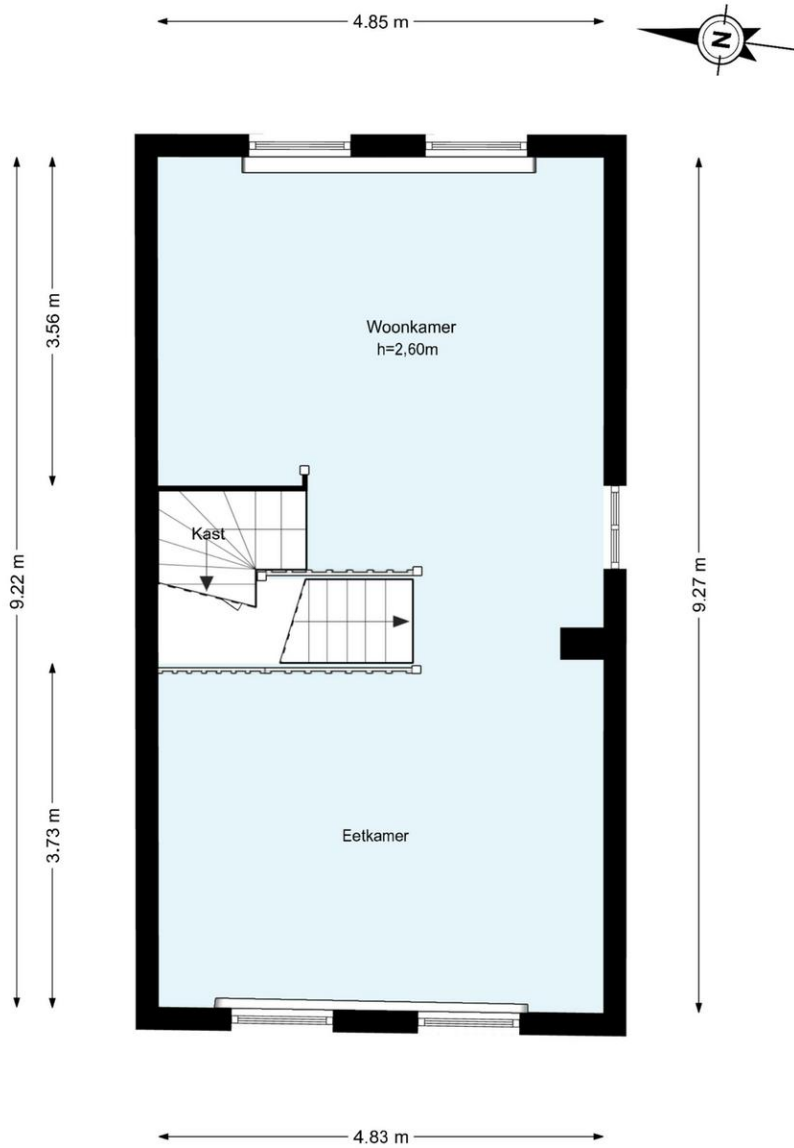 4.85 m
N
3.56 m
Woonkamer
h=2,60m
Kast
9.22 m
9.27 m
3.73 m
Eetkamer
4.83 m